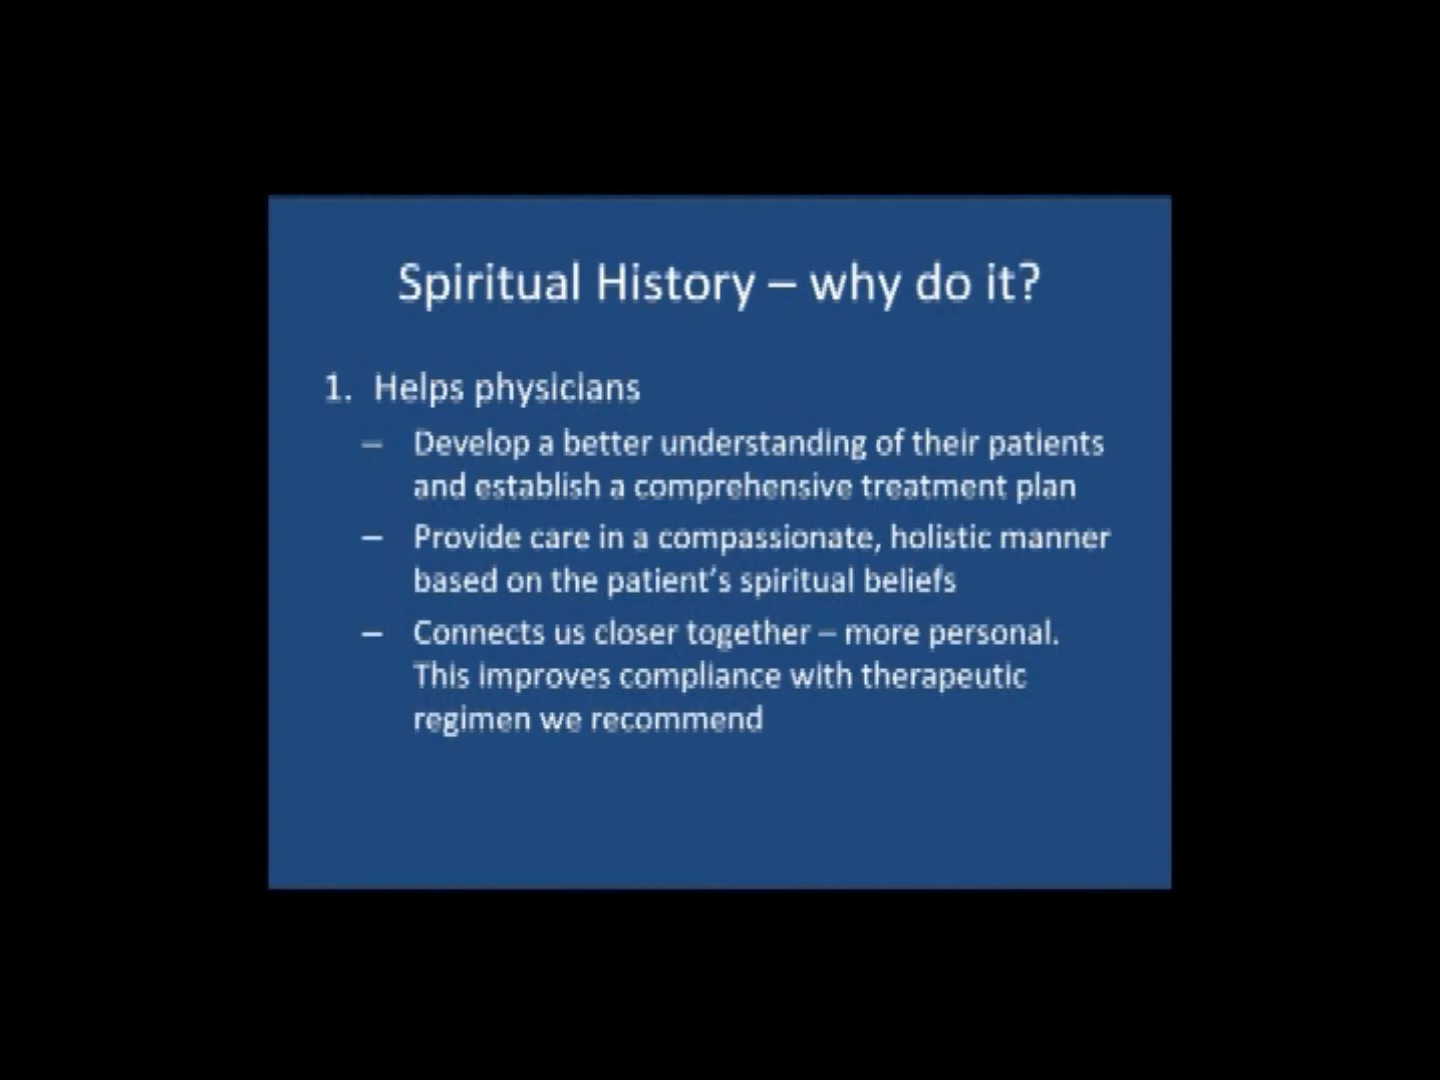 Spiritual History – why do it?
1. Helps physicians
– Develop a better understanding of their patients
and establish a comprehensive treatment plan
– Provide care in a compassionate, holistic manner
based on the patient’s spiritual beliefs
– Connects us closer together – more personal.
This improves compliance with therapeutic
regimen we recommend